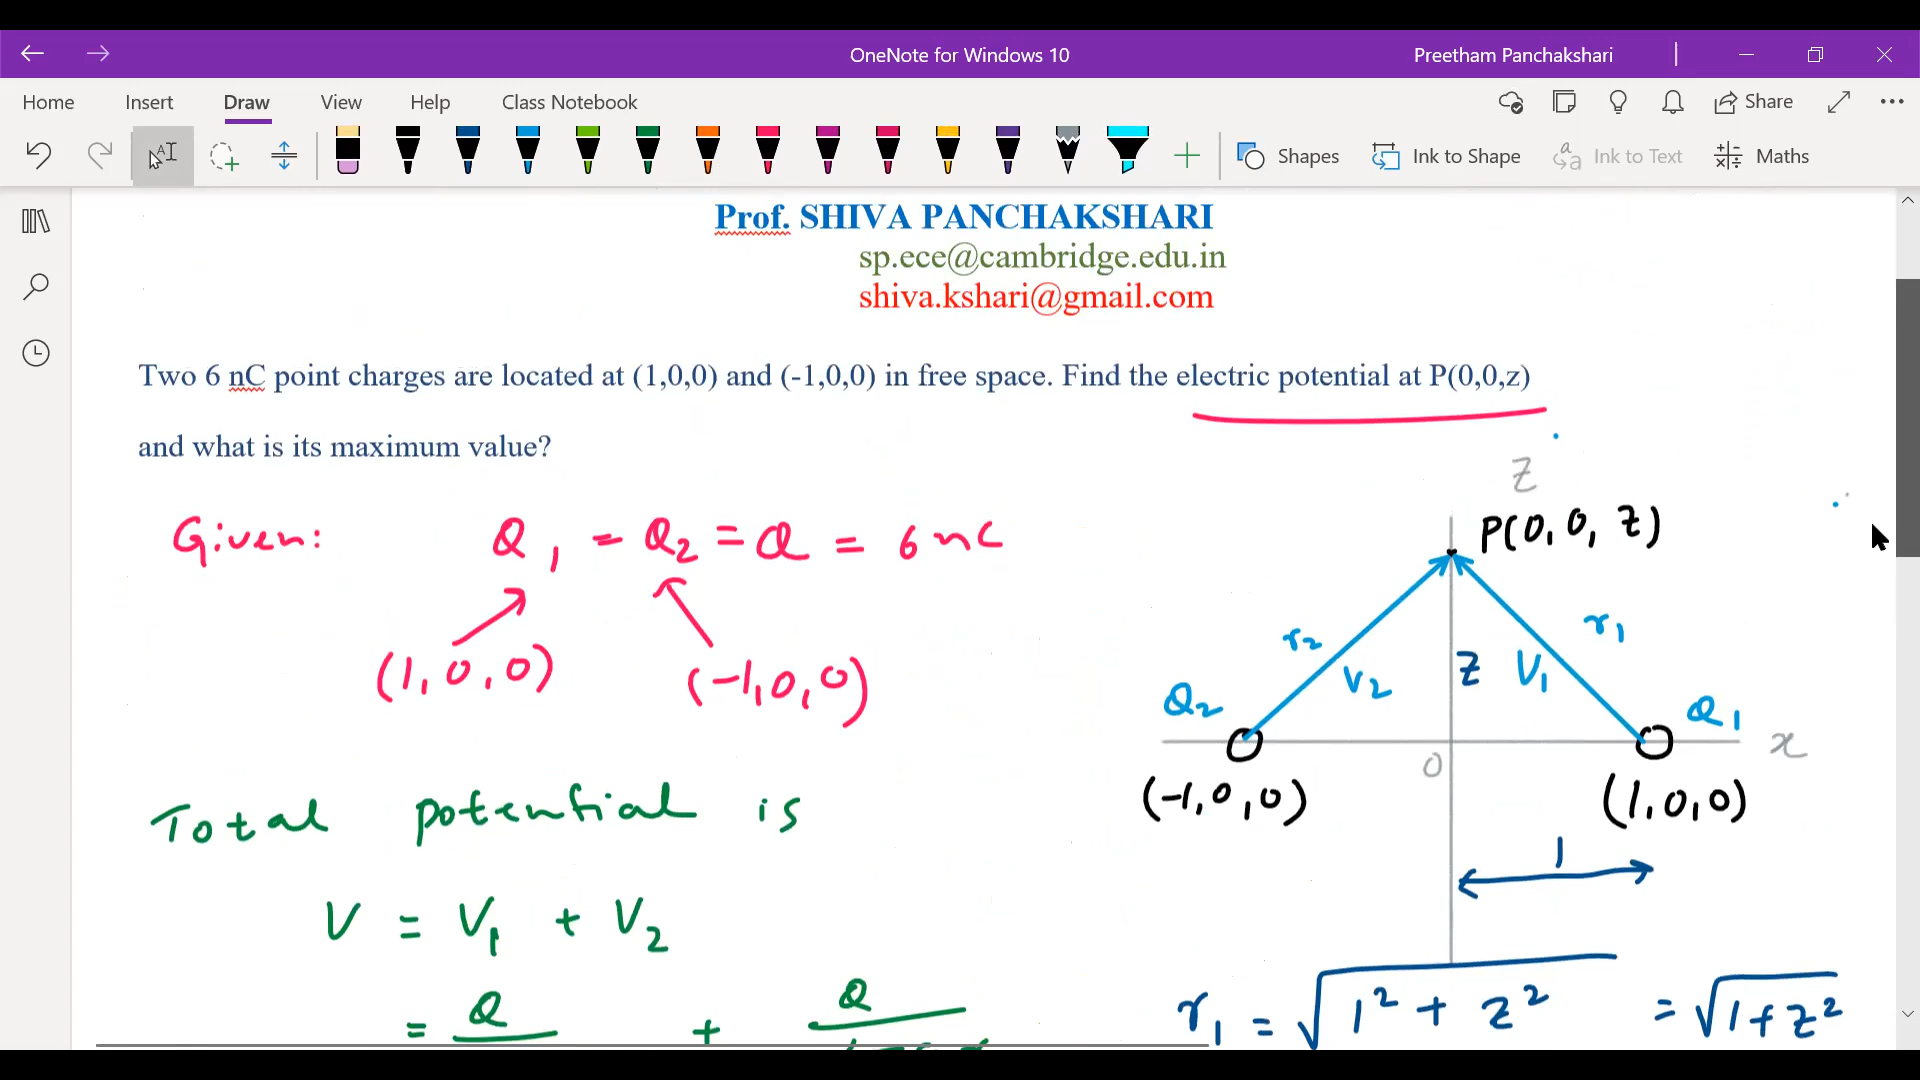 OneNote for Windows 10
Preetham Panchakshari
Home Insert Draw View Help Class Notebook
Share
Shapes Ink to Shape Ink to Text Maths
Prof. SHIVA PANCHAKSHARI
sp.ece@cambridge.edu.in
shiva.kshari@gmail.com
Two 6 nC point charges are located at (1,0,0) and (-1,0,0) in free space. Find the electric potential at P(0,0,z)
and what is its maximum value?
Given: Q1 = Q2 = Q = 6 nC
(1, 0, 0) (-1, 0, 0)
Total potential is
V = V1 + V2
= Q + Q
z
P(0, 0, z)
r2 r1
V2 z V1
Q2 Q1
0 x
(-1, 0, 0) (1, 0, 0)
1
r1 = √1² + z² = √1+z²